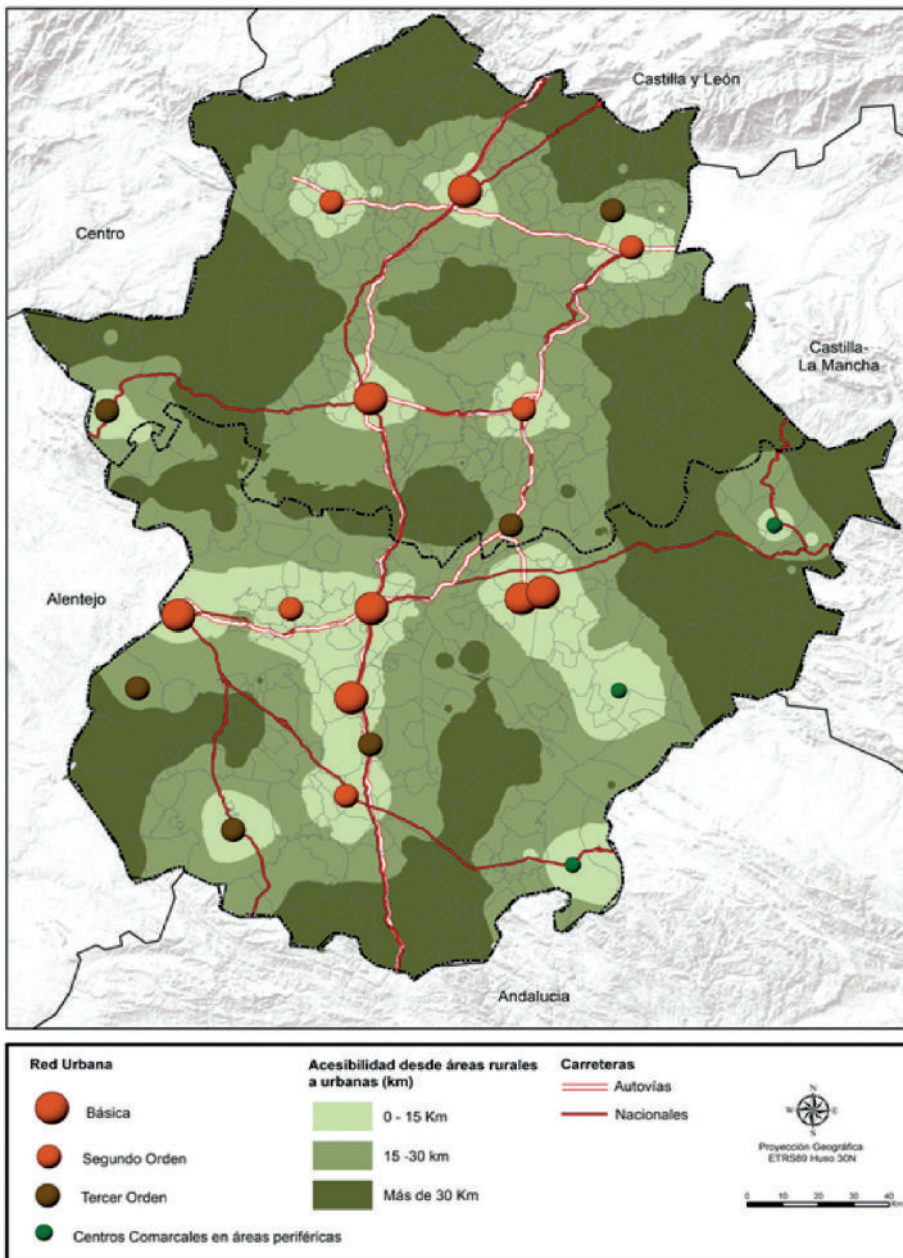 Castilla y León
Centro
Castilla-
La Mancha
Alentejo
Andalucia
Red Urbana
Básica
Segundo Orden
Tercer Orden
Centros Comarcales en áreas periféricas
Acesibilidad desde áreas rurales
a urbanas (km)
0 - 15 Km
15 -30 km
Más de 30 Km
Carreteras
Autovías
Nacionales
N
W E
S
Proyección Geográfica
ETRS89 Huso 30N
0 10 20 30 40
Km